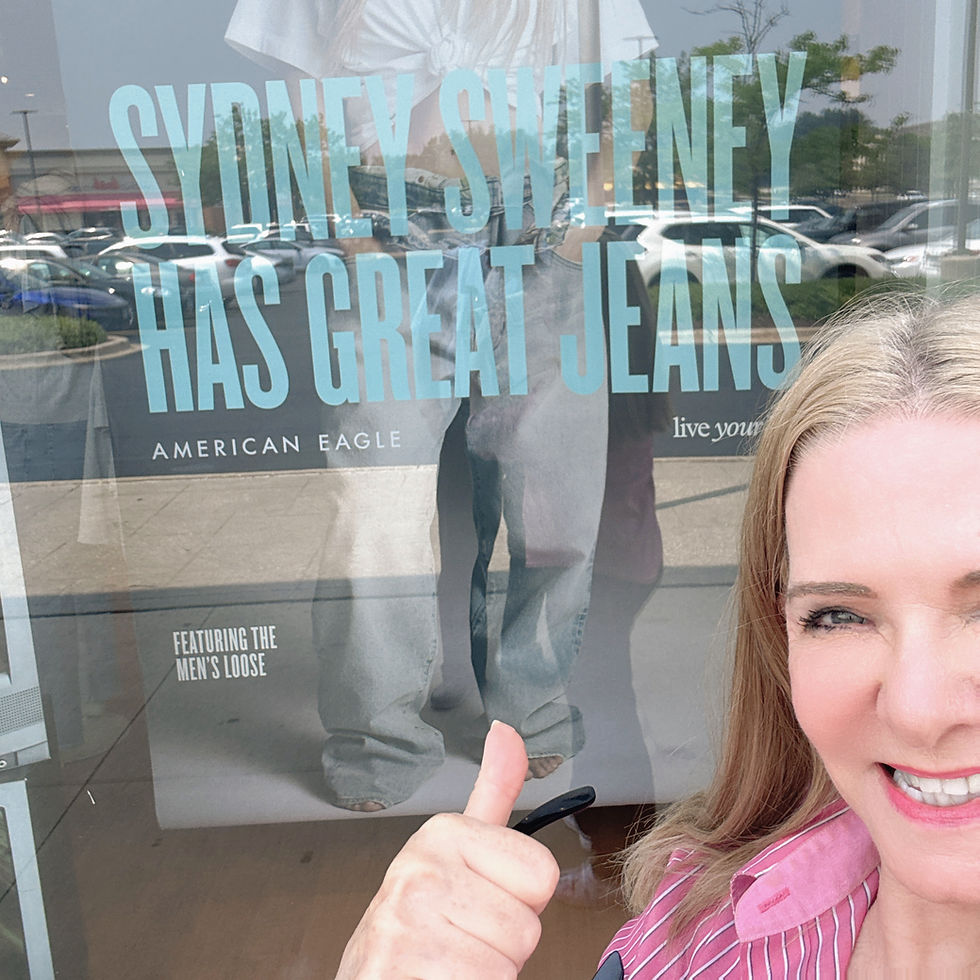 SYDNEY SWEENEY
HAS GREAT JEANS
AMERICAN EAGLE
live your
FEATURING THE
MEN'S LOOSE